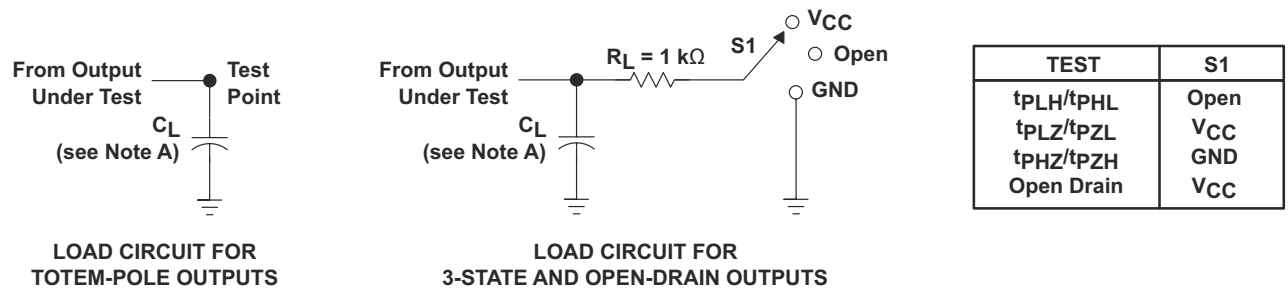 From Output
Under Test
Test
Point
CL
(see Note A)
LOAD CIRCUIT FOR
TOTEM-POLE OUTPUTS
From Output
Under Test
RL = 1 kΩ
S1
VCC
Open
GND
CL
(see Note A)
LOAD CIRCUIT FOR
3-STATE AND OPEN-DRAIN OUTPUTS
TEST S1
tPLH/tPHL Open
tPLZ/tPZL VCC
tPHZ/tPZH GND
Open Drain VCC